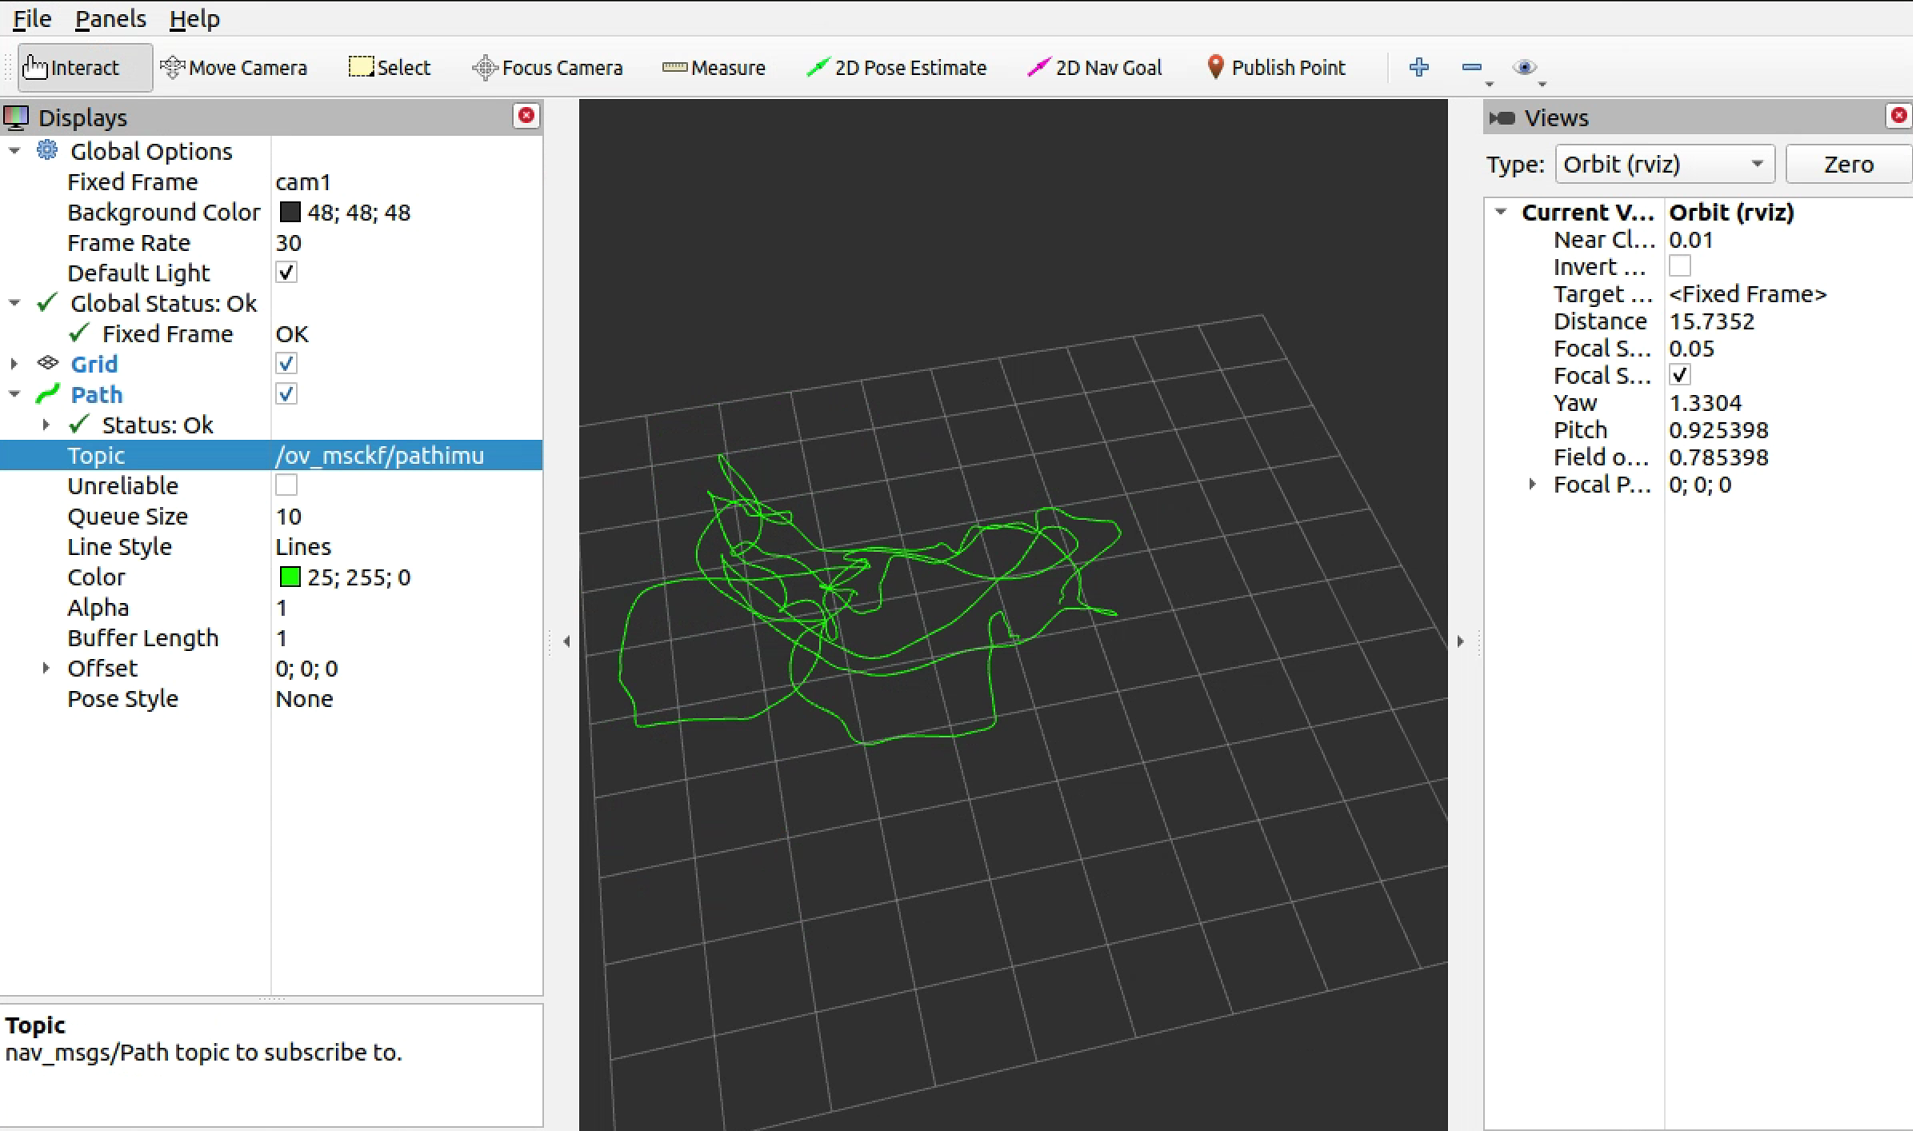 File Panels Help
Interact Move Camera Select Focus Camera Measure 2D Pose Estimate 2D Nav Goal Publish Point
Displays
Global Options
Fixed Frame cam1
Background Color 48; 48; 48
Frame Rate 30
Default Light
Global Status: Ok
Fixed Frame OK
Grid
Path
Status: Ok
Topic /ov_msckf/pathimu
Unreliable
Queue Size 10
Line Style Lines
Color 25; 255; 0
Alpha 1
Buffer Length 1
Offset 0; 0; 0
Pose Style None
Topic
nav_msgs/Path topic to subscribe to.
Views
Type: Orbit (rviz) Zero
Current V... Orbit (rviz)
Near Cl... 0.01
Invert ...
Target ... <Fixed Frame>
Distance 15.7352
Focal S... 0.05
Focal S...
Yaw 1.3304
Pitch 0.925398
Field o... 0.785398
Focal P... 0; 0; 0